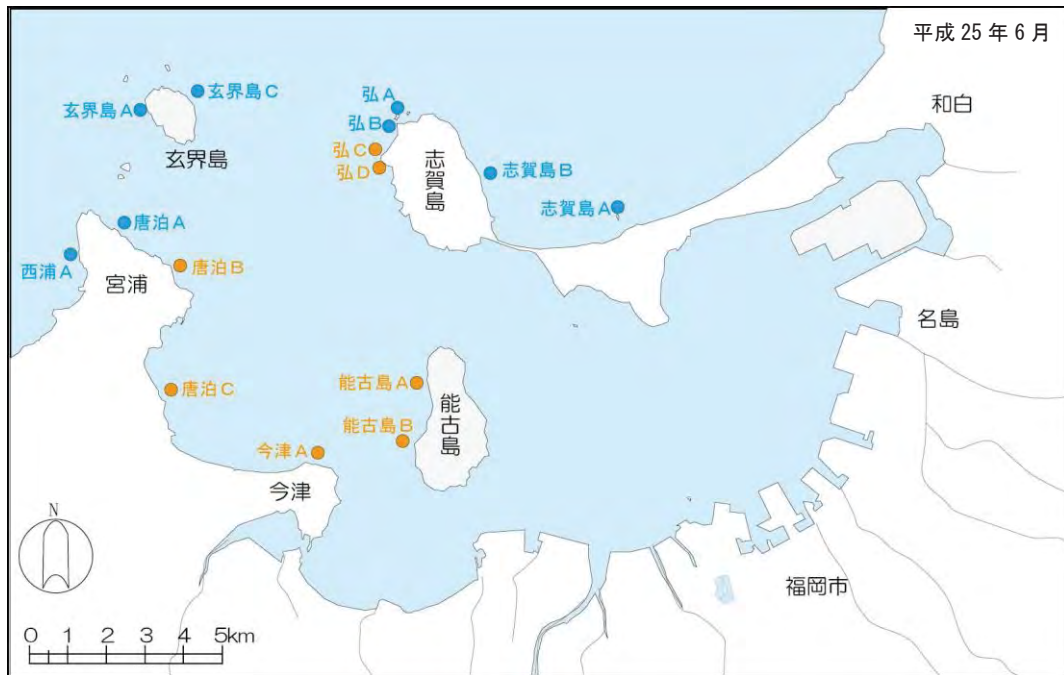 平成 25 年 6 月
玄界島 C
玄界島 A
玄界島
弘 A
弘 B
弘 C
弘 D
志賀島
志賀島 B
志賀島 A
和白
唐泊 A
西浦 A
唐泊 B
宮浦
名島
唐泊 C
能古島 A
能古島 B
能古島
今津 A
今津
N
福岡市
0 1 2 3 4 5km